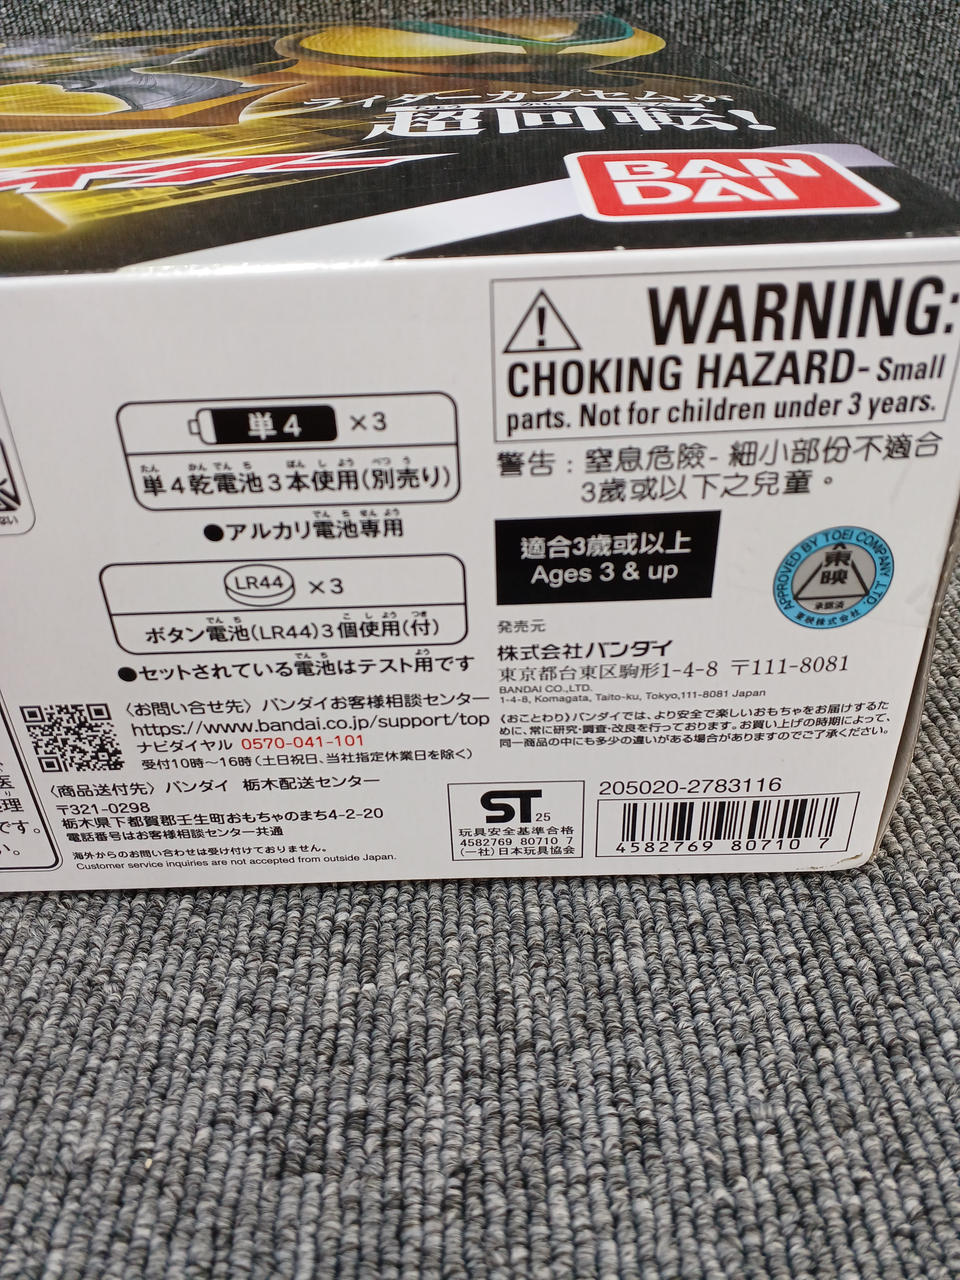 ライダーカプセムが
超回転!
BAN
DAI
WARNING:
CHOKING HAZARD- Small
parts. Not for children under 3 years.
警告：窒息危險- 細小部份不適合
3歲或以下之兒童。
単4 ×3
単4乾電池3本使用(別売り)
●アルカリ電池専用
LR44 ×3
ボタン電池(LR44)3個使用(付)
●セットされている電池はテスト用です
適合3歲或以上
Ages 3 & up
APPROVED BY TOEI COMPANY, LTD.
東映
承認済
東映株式会社
発売元
株式会社バンダイ
東京都台東区駒形1-4-8 〒111-8081
BANDAI CO.,LTD.
1-4-8, Komagata, Taito-ku, Tokyo,111-8081 Japan
《おことわり》バンダイでは、より安全で楽しいおもちゃをお届けするた
めに、常に研究・調査・改良を行っております。お買い上げの時期によって、
同一商品の中にも多少の違いがある場合がありますのでご了承ください。
〈お問い合せ先〉バンダイお客様相談センター
https://www.bandai.co.jp/support/top
ナビダイヤル 0570-041-101
受付10時〜16時(土日祝日、当社指定休業日を除く)
〈商品送付先〉バンダイ 栃木配送センター
〒321-0298
栃木県下都賀郡壬生町おもちゃのまち4-2-20
電話番号はお客様相談センター共通
海外からのお問い合わせは受け付けておりません。
Customer service inquiries are not accepted from outside Japan.
ST 25
玩具安全基準合格
4582769 80710 7
(一社)日本玩具協会
205020-2783116
4582769 80710 7